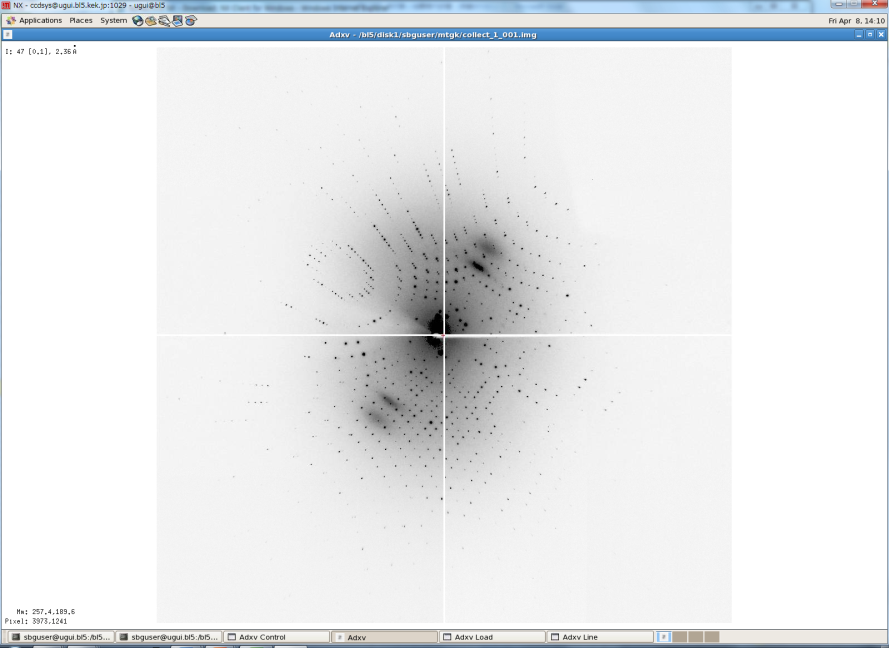 NX - ccdsys@ugui.bl5.kek.jp:1029 - ugui@bl5
Applications Places System
Fri Apr 8, 14:10
Adxv - /bl5/disk1/sbguser/mtgk/collect_1_001.img
I: 47 [0.1], 2.36 Å
Mm: 257.4,189.6
Pixel: 3973,1241
sbguser@ugui.bl5:/bl5... sbguser@ugui.bl5:/bl5... Adxv Control Adxv Adxv Load Adxv Line